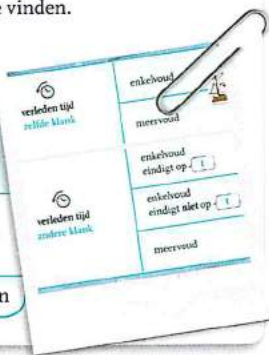 e vinden.
verleden tijd
zelfde klank
enkelvoud
meervoud
verleden tijd
andere klank
enkelvoud
eindigt op t
enkelvoud
eindigt niet op t
meervoud
n